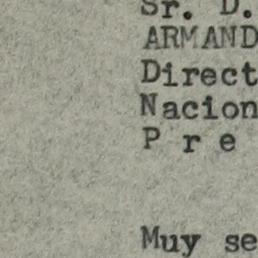 Sr. D.
ARMAND
Direct
Nacion
P r e
Muy se